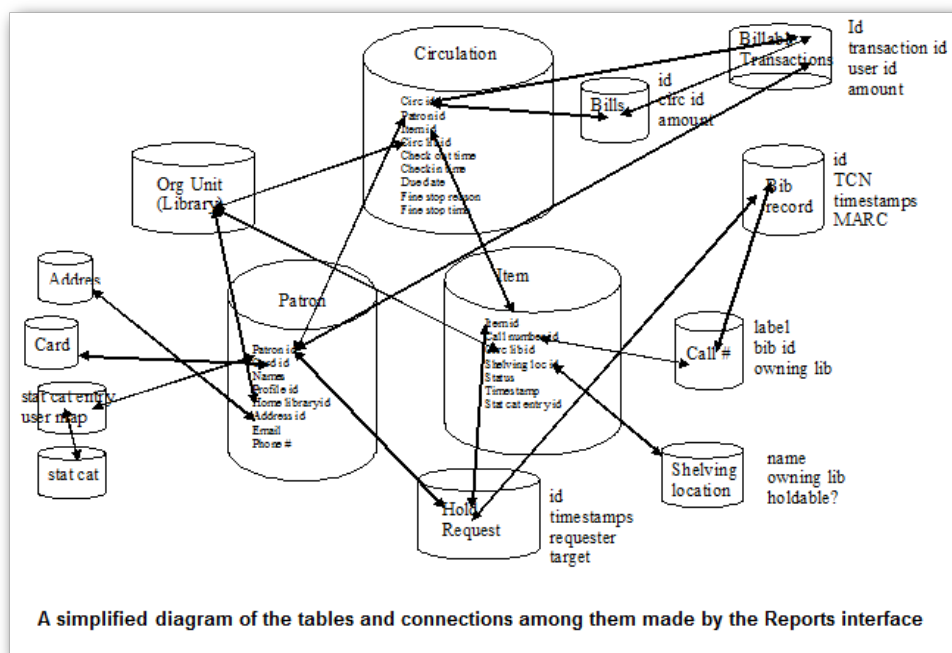 Circulation
Circ id
Patron id
Item id
Circ lib id
Check out time
Checkin time
Due date
Fine stop reason
Fine stop time
Billable
Transactions
Id
transaction id
user id
amount
Bills
id
circ id
amount
Org Unit
(Library)
Bib
record
id
TCN
timestamps
MARC
Addres
Card
stat cat entry
user map
stat cat
Patron
Patron id
Card id
Names
Profile id
Home library id
Address id
Email
Phone #
Item
Item id
Call number id
Circ lib id
Shelving loc id
Status
Timestamp
Stat cat entry id
Call #
label
bib id
owning lib
Shelving
location
name
owning lib
holdable?
Hold
Request
id
timestamps
requester
target
A simplified diagram of the tables and connections among them made by the Reports interface